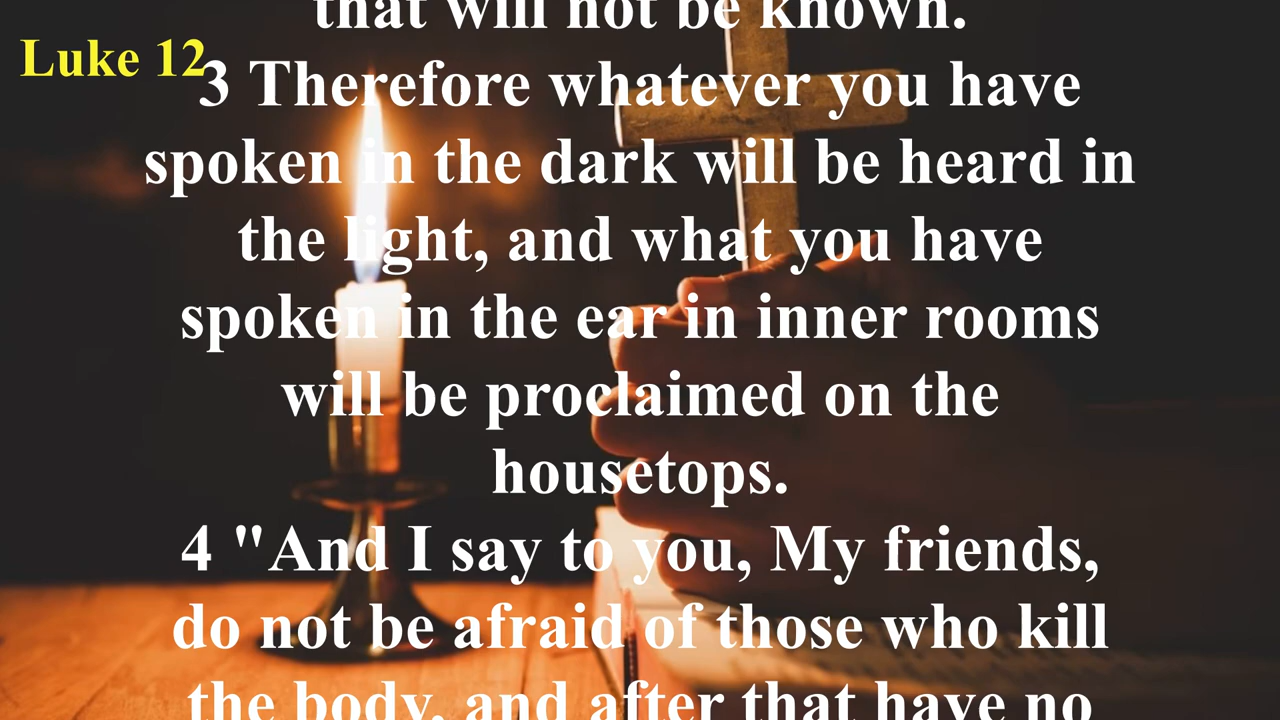 that will not be known.
Luke 12
3 Therefore whatever you have
spoken in the dark will be heard in
the light, and what you have
spoken in the ear in inner rooms
will be proclaimed on the
housetops.
4 "And I say to you, My friends,
do not be afraid of those who kill
the body, and after that have no